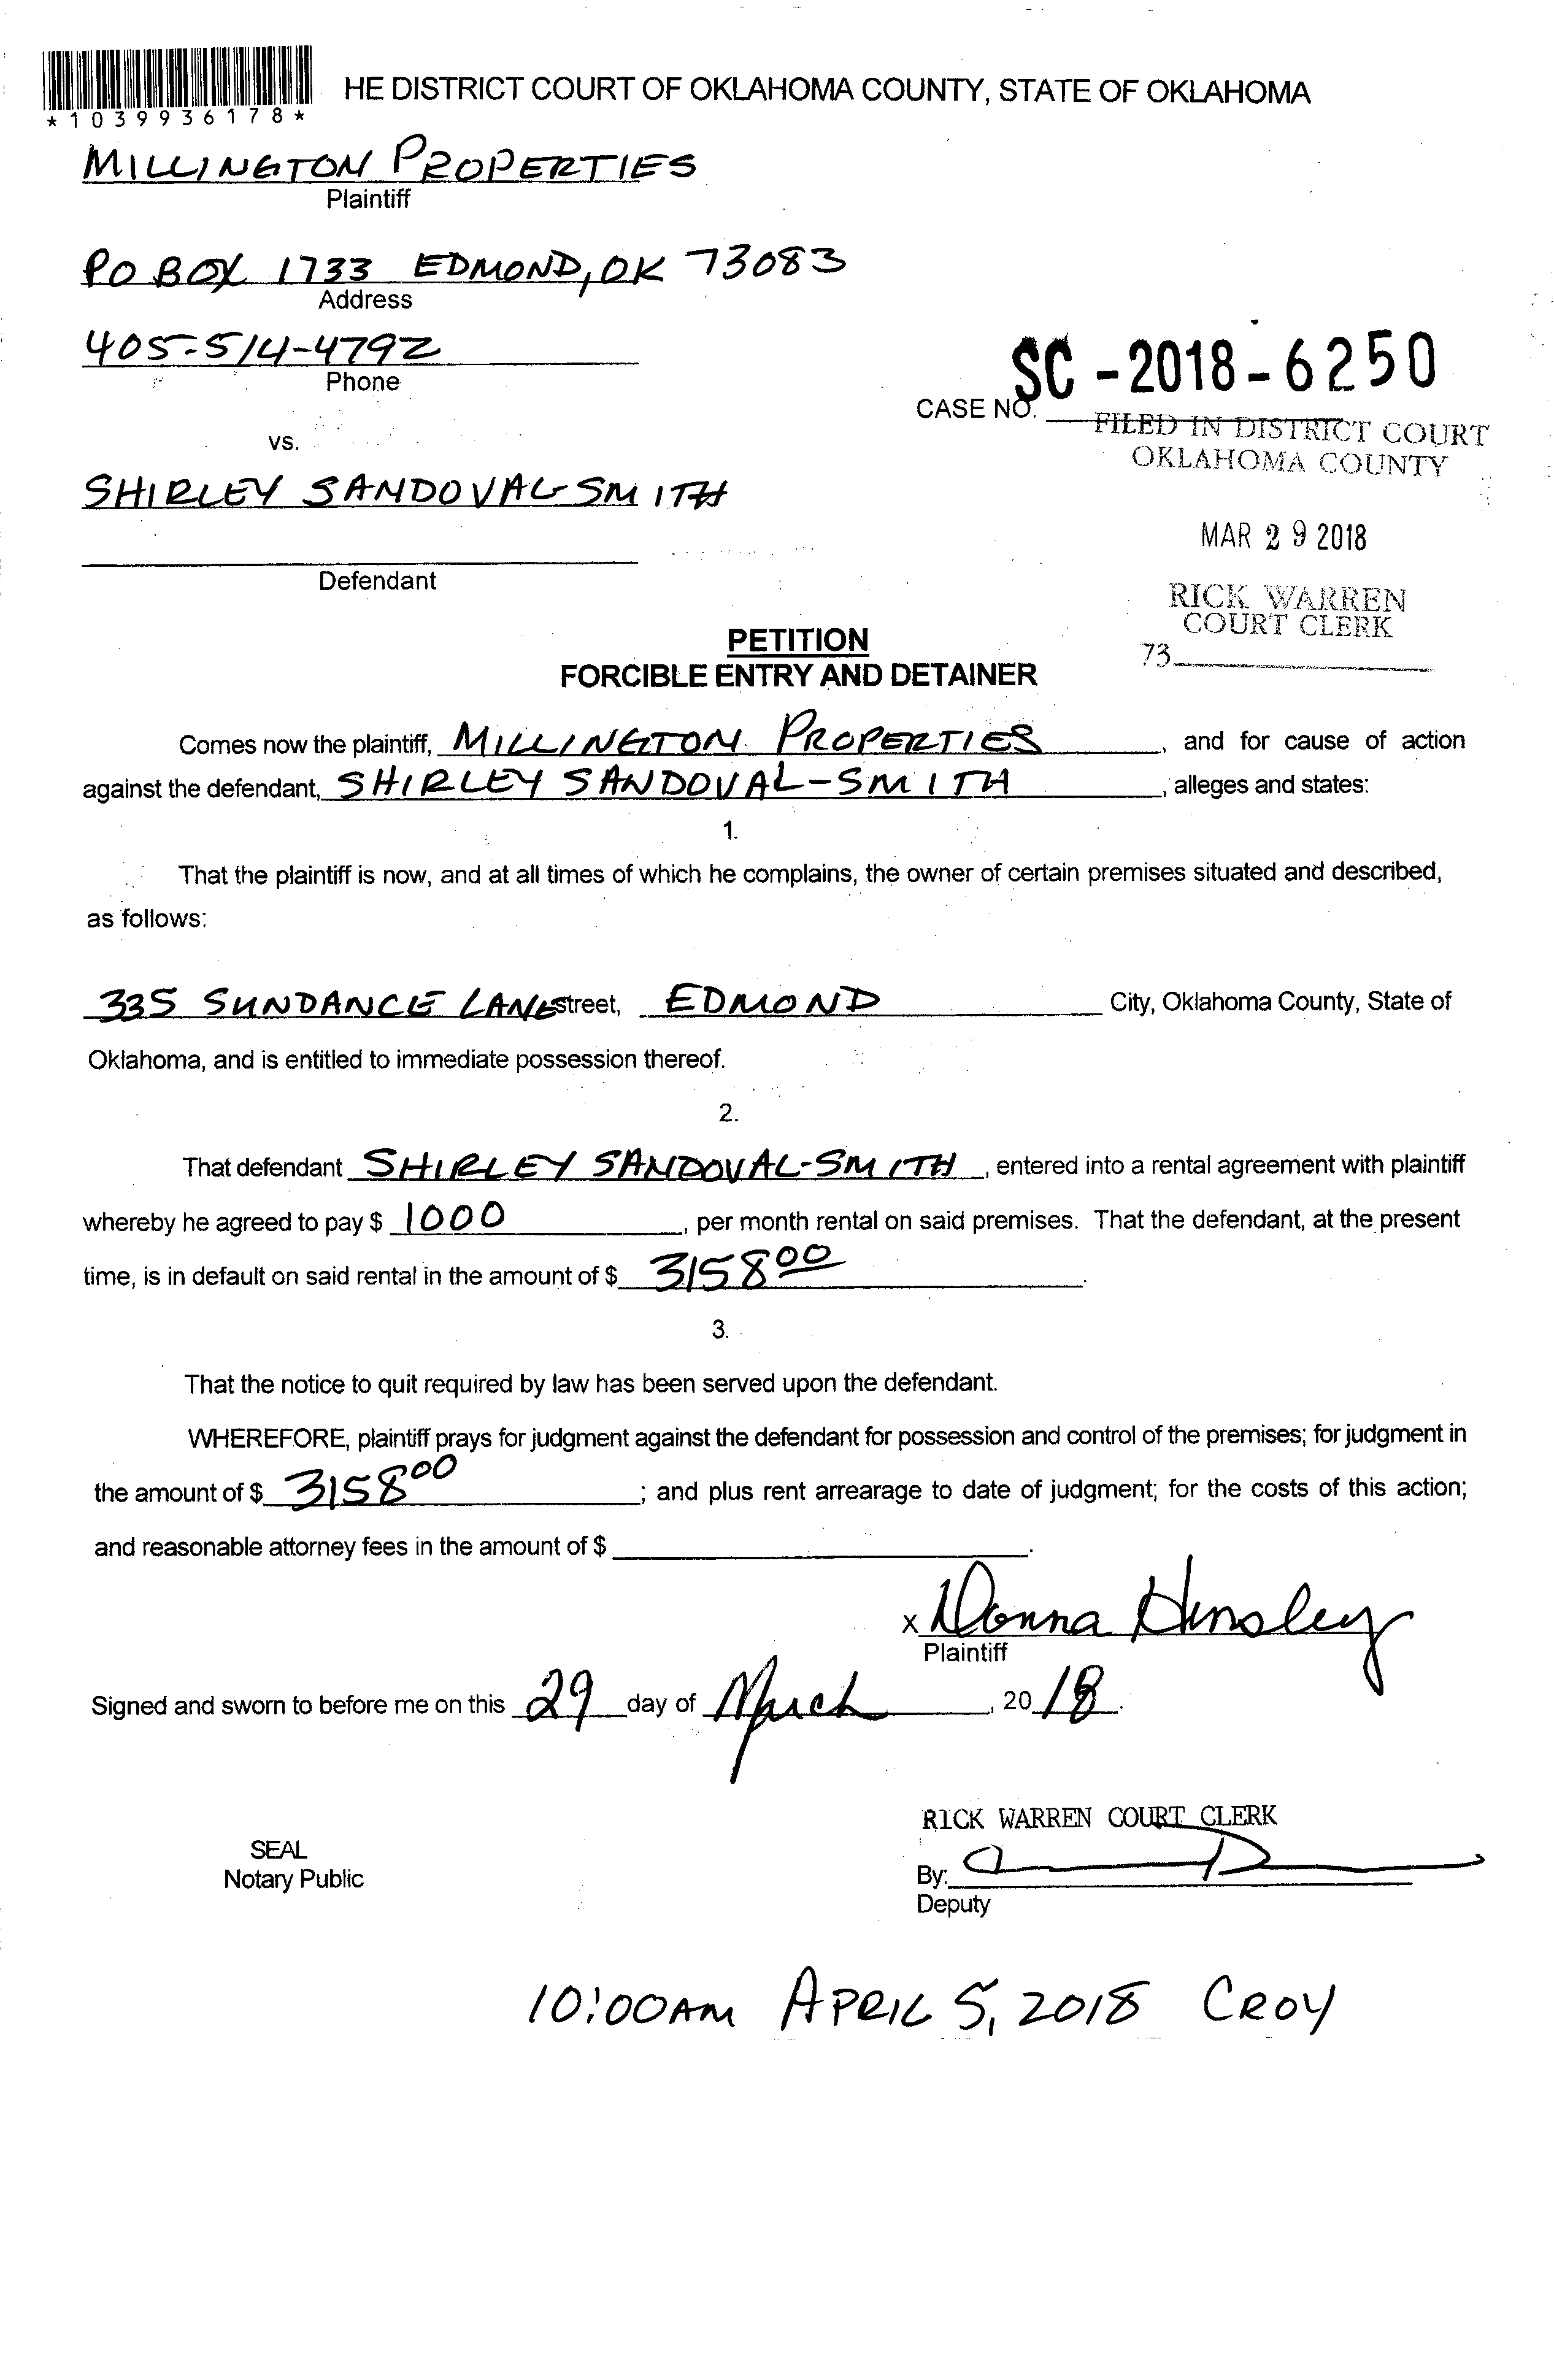 HE DISTRICT COURT OF OKLAHOMA COUNTY, STATE OF OKLAHOMA
*1039936178*
MILLINGTON PROPERTIES
Plaintiff
PO BOX 1733 EDMOND, OK 73083
Address
405-514-4792
Phone
SC-2018-6250
CASE NO.
FILED IN DISTRICT COURT
OKLAHOMA COUNTY
vs.
SHIRLEY SANDOVAL SMITH
MAR 29 2018
Defendant
RICK WARREN
COURT CLERK
73
PETITION
FORCIBLE ENTRY AND DETAINER
Comes now the plaintiff, MILLINGTON PROPERTIES, and for cause of action
against the defendant, SHIRLEY SANDOVAL-SMITH, alleges and states:
1.
That the plaintiff is now, and at all times of which he complains, the owner of certain premises situated and described,
as follows:
335 SUNDANCE LANE street, EDMOND City, Oklahoma County, State of
Oklahoma, and is entitled to immediate possession thereof.
2.
That defendant SHIRLEY SANDOVAL-SMITH, entered into a rental agreement with plaintiff
whereby he agreed to pay $ 1000, per month rental on said premises. That the defendant, at the present
time, is in default on said rental in the amount of $ 3158 00.
3.
That the notice to quit required by law has been served upon the defendant.
WHEREFORE, plaintiff prays for judgment against the defendant for possession and control of the premises; for judgment in
the amount of $ 3158 00; and plus rent arrearage to date of judgment; for the costs of this action;
and reasonable attorney fees in the amount of $
x Donna Hensley
Plaintiff
Signed and sworn to before me on this 29 day of March, 20 18.
RICK WARREN COURT CLERK
SEAL
Notary Public
By:
Deputy
10:00AM APRIL 5, 2018 CROY